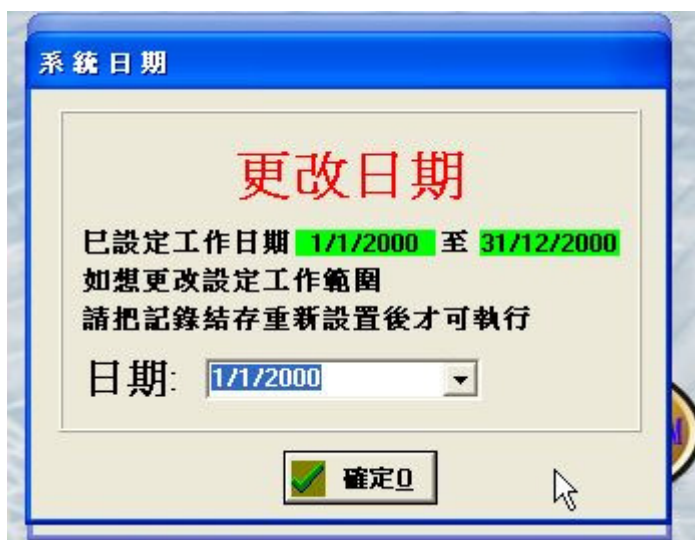 系統日期
更改日期
已設定工作日期 1/1/2000 至 31/12/2000
如想更改設定工作範圍
請把記錄結存重新設置後才可執行
日期: 1/1/2000
確定O
M